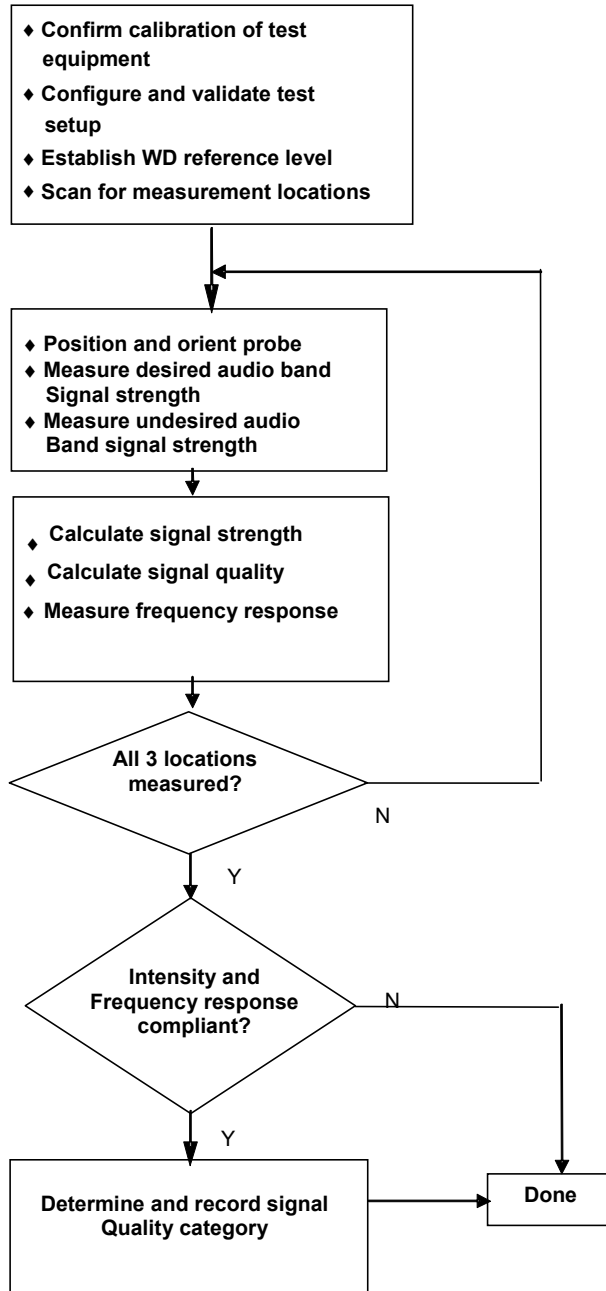 ♦ Confirm calibration of test
equipment
♦ Configure and validate test
setup
♦ Establish WD reference level
♦ Scan for measurement locations
♦ Position and orient probe
♦ Measure desired audio band
Signal strength
♦ Measure undesired audio
Band signal strength
♦ Calculate signal strength
♦ Calculate signal quality
♦ Measure frequency response
All 3 locations
measured?
N
Y
Intensity and
Frequency response
compliant?
N
Y
Determine and record signal
Quality category
Done